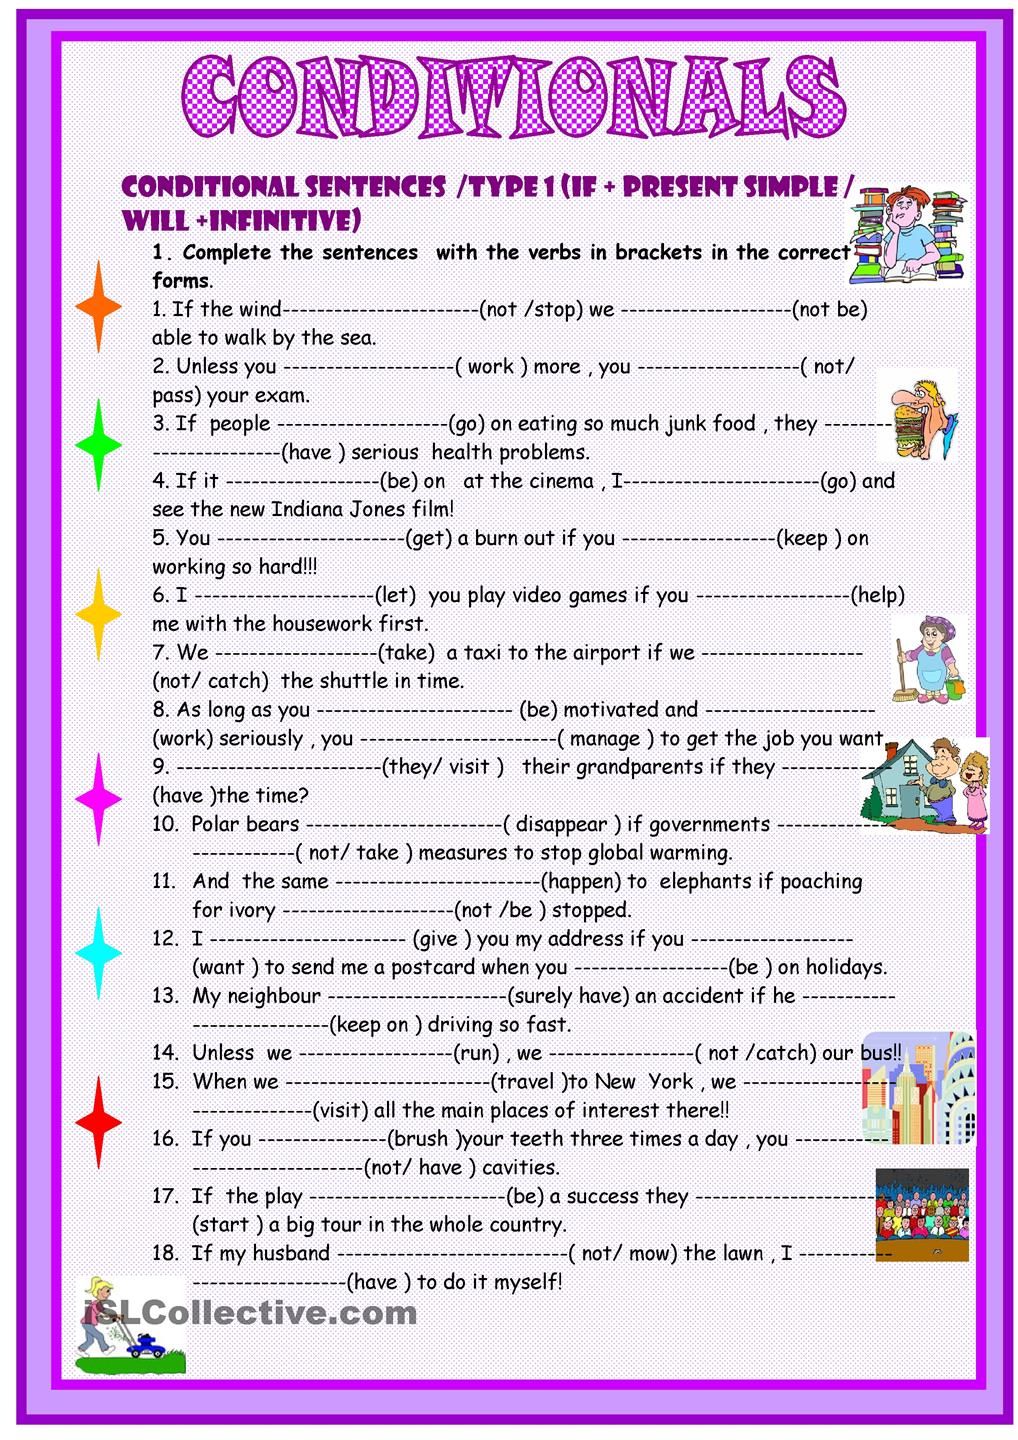 CONDITIONALS
CONDITIONAL SENTENCES /TYPE 1 (IF + PRESENT SIMPLE /
WILL +INFINITIVE)
1. Complete the sentences with the verbs in brackets in the correct
forms.
1. If the wind-----------------------(not /stop) we --------------------(not be)
able to walk by the sea.
2. Unless you --------------------( work ) more , you -------------------( not/
pass) your exam.
3. If people --------------------(go) on eating so much junk food , they --------
---------------(have ) serious health problems.
4. If it ------------------(be) on at the cinema , I-----------------------(go) and
see the new Indiana Jones film!
5. You ----------------------(get) a burn out if you ------------------(keep ) on
working so hard!!!
6. I ---------------------(let) you play video games if you ------------------(help)
me with the housework first.
7. We -------------------(take) a taxi to the airport if we -------------------
(not/ catch) the shuttle in time.
8. As long as you ----------------------- (be) motivated and --------------------
(work) seriously , you -----------------------( manage ) to get the job you want.
9. ------------------------(they/ visit ) their grandparents if they -------------
(have )the time?
10. Polar bears -----------------------( disappear ) if governments -------------
------------( not/ take ) measures to stop global warming.
11. And the same ------------------------(happen) to elephants if poaching
for ivory --------------------(not /be ) stopped.
12. I ----------------------- (give ) you my address if you -------------------
(want ) to send me a postcard when you ------------------(be ) on holidays.
13. My neighbour ---------------------(surely have) an accident if he -----------
----------------(keep on ) driving so fast.
14. Unless we ------------------(run) , we -----------------( not /catch) our bus!!
15. When we ------------------------(travel )to New York , we ------------------
--------------(visit) all the main places of interest there!!
16. If you ---------------(brush )your teeth three times a day , you -----------
--------------------(not/ have ) cavities.
17. If the play -----------------------(be) a success they ----------------------
(start ) a big tour in the whole country.
18. If my husband ---------------------------( not/ mow) the lawn , I -----------
------------------(have ) to do it myself!
iSLCollective.com